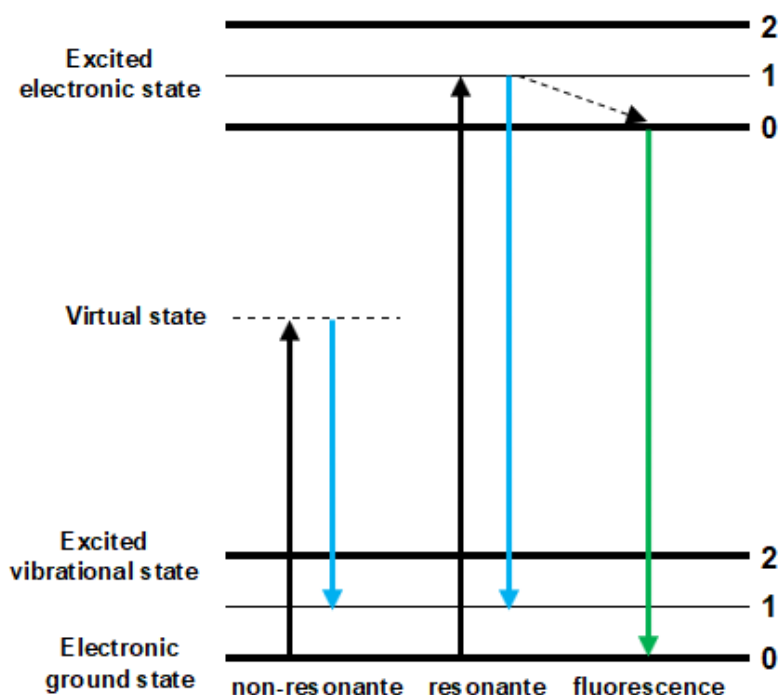 2
Excited
electronic state
1
0
Virtual state
Excited
vibrational state
2
1
Electronic
ground state
0
non-resonante resonante fluorescence